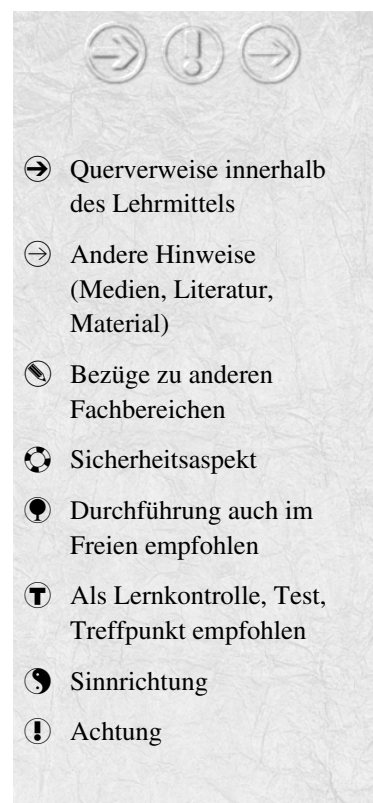 Querverweise innerhalb
des Lehrmittels
Andere Hinweise
(Medien, Literatur,
Material)
Bezüge zu anderen
Fachbereichen
Sicherheitsaspekt
Durchführung auch im
Freien empfohlen
T Als Lernkontrolle, Test,
Treffpunkt empfohlen
Sinnrichtung
! Achtung